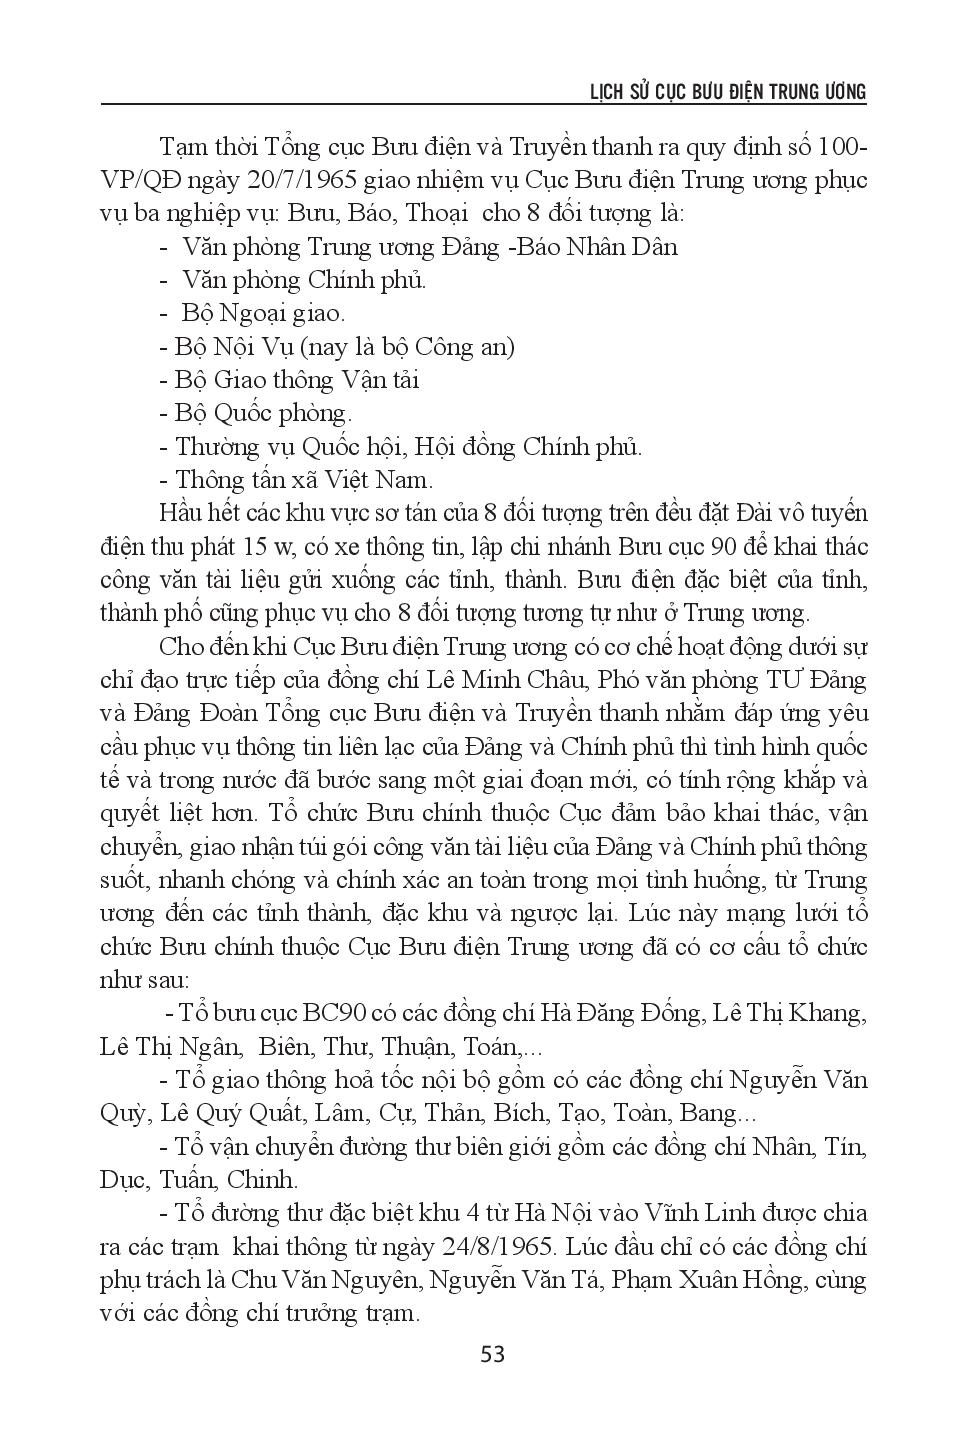 LỊCH SỬ CỤC BƯU ĐIỆN TRUNG ƯƠNG
Tạm thời Tổng cục Bưu điện và Truyền thanh ra quy định số 100-
VP/QĐ ngày 20/7/1965 giao nhiệm vụ Cục Bưu điện Trung ương phục
vụ ba nghiệp vụ: Bưu, Báo, Thoại cho 8 đối tượng là:
- Văn phòng Trung ương Đảng -Báo Nhân Dân
- Văn phòng Chính phủ.
- Bộ Ngoại giao.
- Bộ Nội Vụ (nay là bộ Công an)
- Bộ Giao thông Vận tải
- Bộ Quốc phòng.
- Thường vụ Quốc hội, Hội đồng Chính phủ.
- Thông tấn xã Việt Nam.
Hầu hết các khu vực sơ tán của 8 đối tượng trên đều đặt Đài vô tuyến
điện thu phát 15 w, có xe thông tin, lập chi nhánh Bưu cục 90 để khai thác
công văn tài liệu gửi xuống các tỉnh, thành. Bưu điện đặc biệt của tỉnh,
thành phố cũng phục vụ cho 8 đối tượng tương tự như ở Trung ương.
Cho đến khi Cục Bưu điện Trung ương có cơ chế hoạt động dưới sự
chỉ đạo trực tiếp của đồng chí Lê Minh Châu, Phó văn phòng TƯ Đảng
và Đảng Đoàn Tổng cục Bưu điện và Truyền thanh nhằm đáp ứng yêu
cầu phục vụ thông tin liên lạc của Đảng và Chính phủ thì tình hình quốc
tế và trong nước đã bước sang một giai đoạn mới, có tính rộng khắp và
quyết liệt hơn. Tổ chức Bưu chính thuộc Cục đảm bảo khai thác, vận
chuyển, giao nhận túi gói công văn tài liệu của Đảng và Chính phủ thông
suốt, nhanh chóng và chính xác an toàn trong mọi tình huống, từ Trung
ương đến các tỉnh thành, đặc khu và ngược lại. Lúc này mạng lưới tổ
chức Bưu chính thuộc Cục Bưu điện Trung ương đã có cơ cấu tổ chức
như sau:
- Tổ bưu cục BC90 có các đồng chí Hà Đăng Đống, Lê Thị Khang,
Lê Thị Ngân, Biên, Thư, Thuận, Toán,...
- Tổ giao thông hoả tốc nội bộ gồm có các đồng chí Nguyễn Văn
Quỳ, Lê Quý Quất, Lâm, Cự, Thản, Bích, Tạo, Toàn, Bang...
- Tổ vận chuyển đường thư biên giới gồm các đồng chí Nhân, Tín,
Dục, Tuấn, Chinh.
- Tổ đường thư đặc biệt khu 4 từ Hà Nội vào Vĩnh Linh được chia
ra các trạm khai thông từ ngày 24/8/1965. Lúc đầu chỉ có các đồng chí
phụ trách là Chu Văn Nguyên, Nguyễn Văn Tá, Phạm Xuân Hồng, cùng
với các đồng chí trưởng trạm.
53